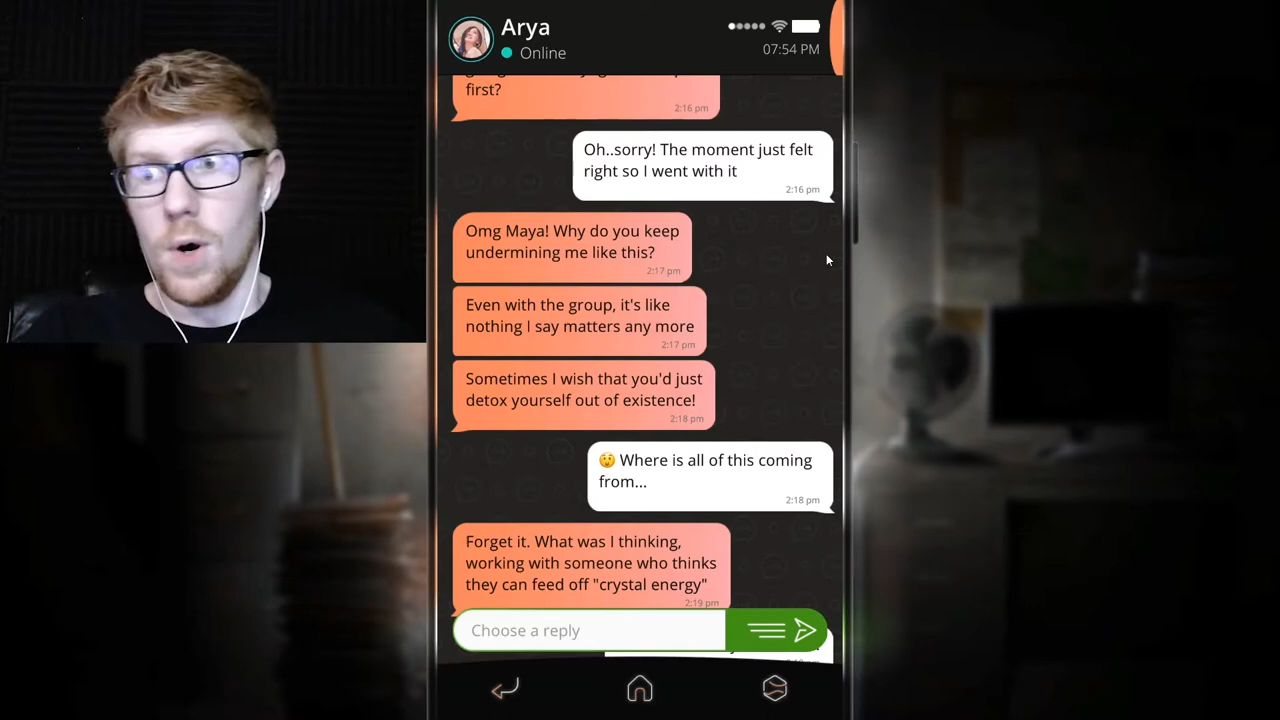 Arya
Online
07:54 PM
first?
2:16 pm
Oh..sorry! The moment just felt
right so I went with it
2:16 pm
Omg Maya! Why do you keep
undermining me like this?
2:17 pm
Even with the group, it's like
nothing I say matters any more
2:17 pm
Sometimes I wish that you'd just
detox yourself out of existence!
2:18 pm
😲 Where is all of this coming
from...
2:18 pm
Forget it. What was I thinking,
working with someone who thinks
they can feed off "crystal energy"
2:19 pm
Choose a reply